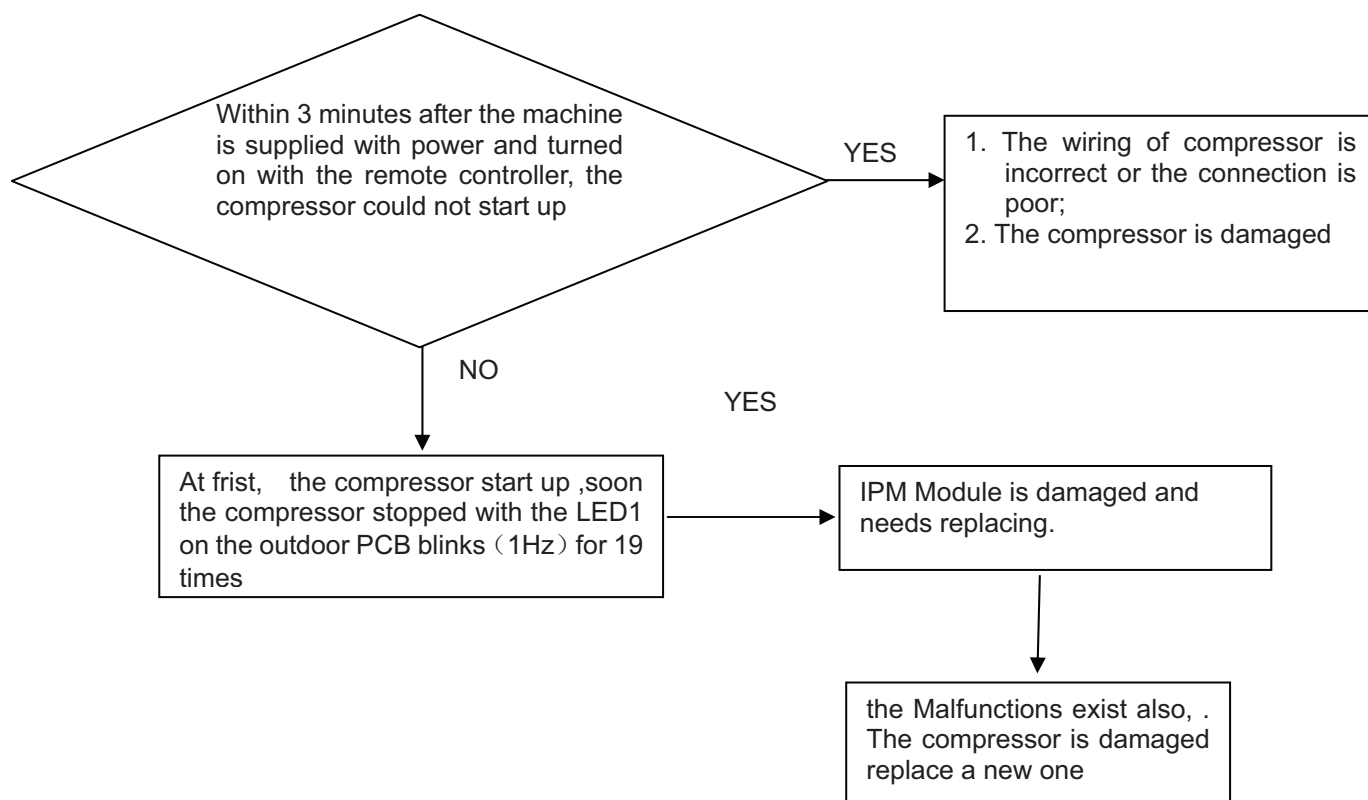 Within 3 minutes after the machine
is supplied with power and turned
on with the remote controller, the
compressor could not start up
YES
1. The wiring of compressor is
incorrect or the connection is
poor;
2. The compressor is damaged
NO
YES
At frist, the compressor start up ,soon
the compressor stopped with the LED1
on the outdoor PCB blinks（1Hz）for 19
times
IPM Module is damaged and
needs replacing.
the Malfunctions exist also, .
The compressor is damaged
replace a new one